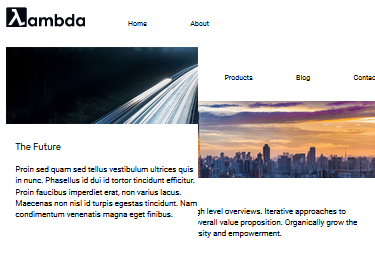 λambda
Home
About
Products
Blog
Contac
The Future
Proin sed quam sed tellus vestibulum ultrices quis
in nunc. Phasellus id dui id tortor tincidunt efficitur.
Proin faucibus imperdiet erat, non varius lacus.
Maecenas non nisl id turpis egestas tincidunt. Nam
condimentum venenatis magna eget finibus.
gh level overviews. Iterative approaches to
verall value proposition. Organically grow the
rsity and empowerment.